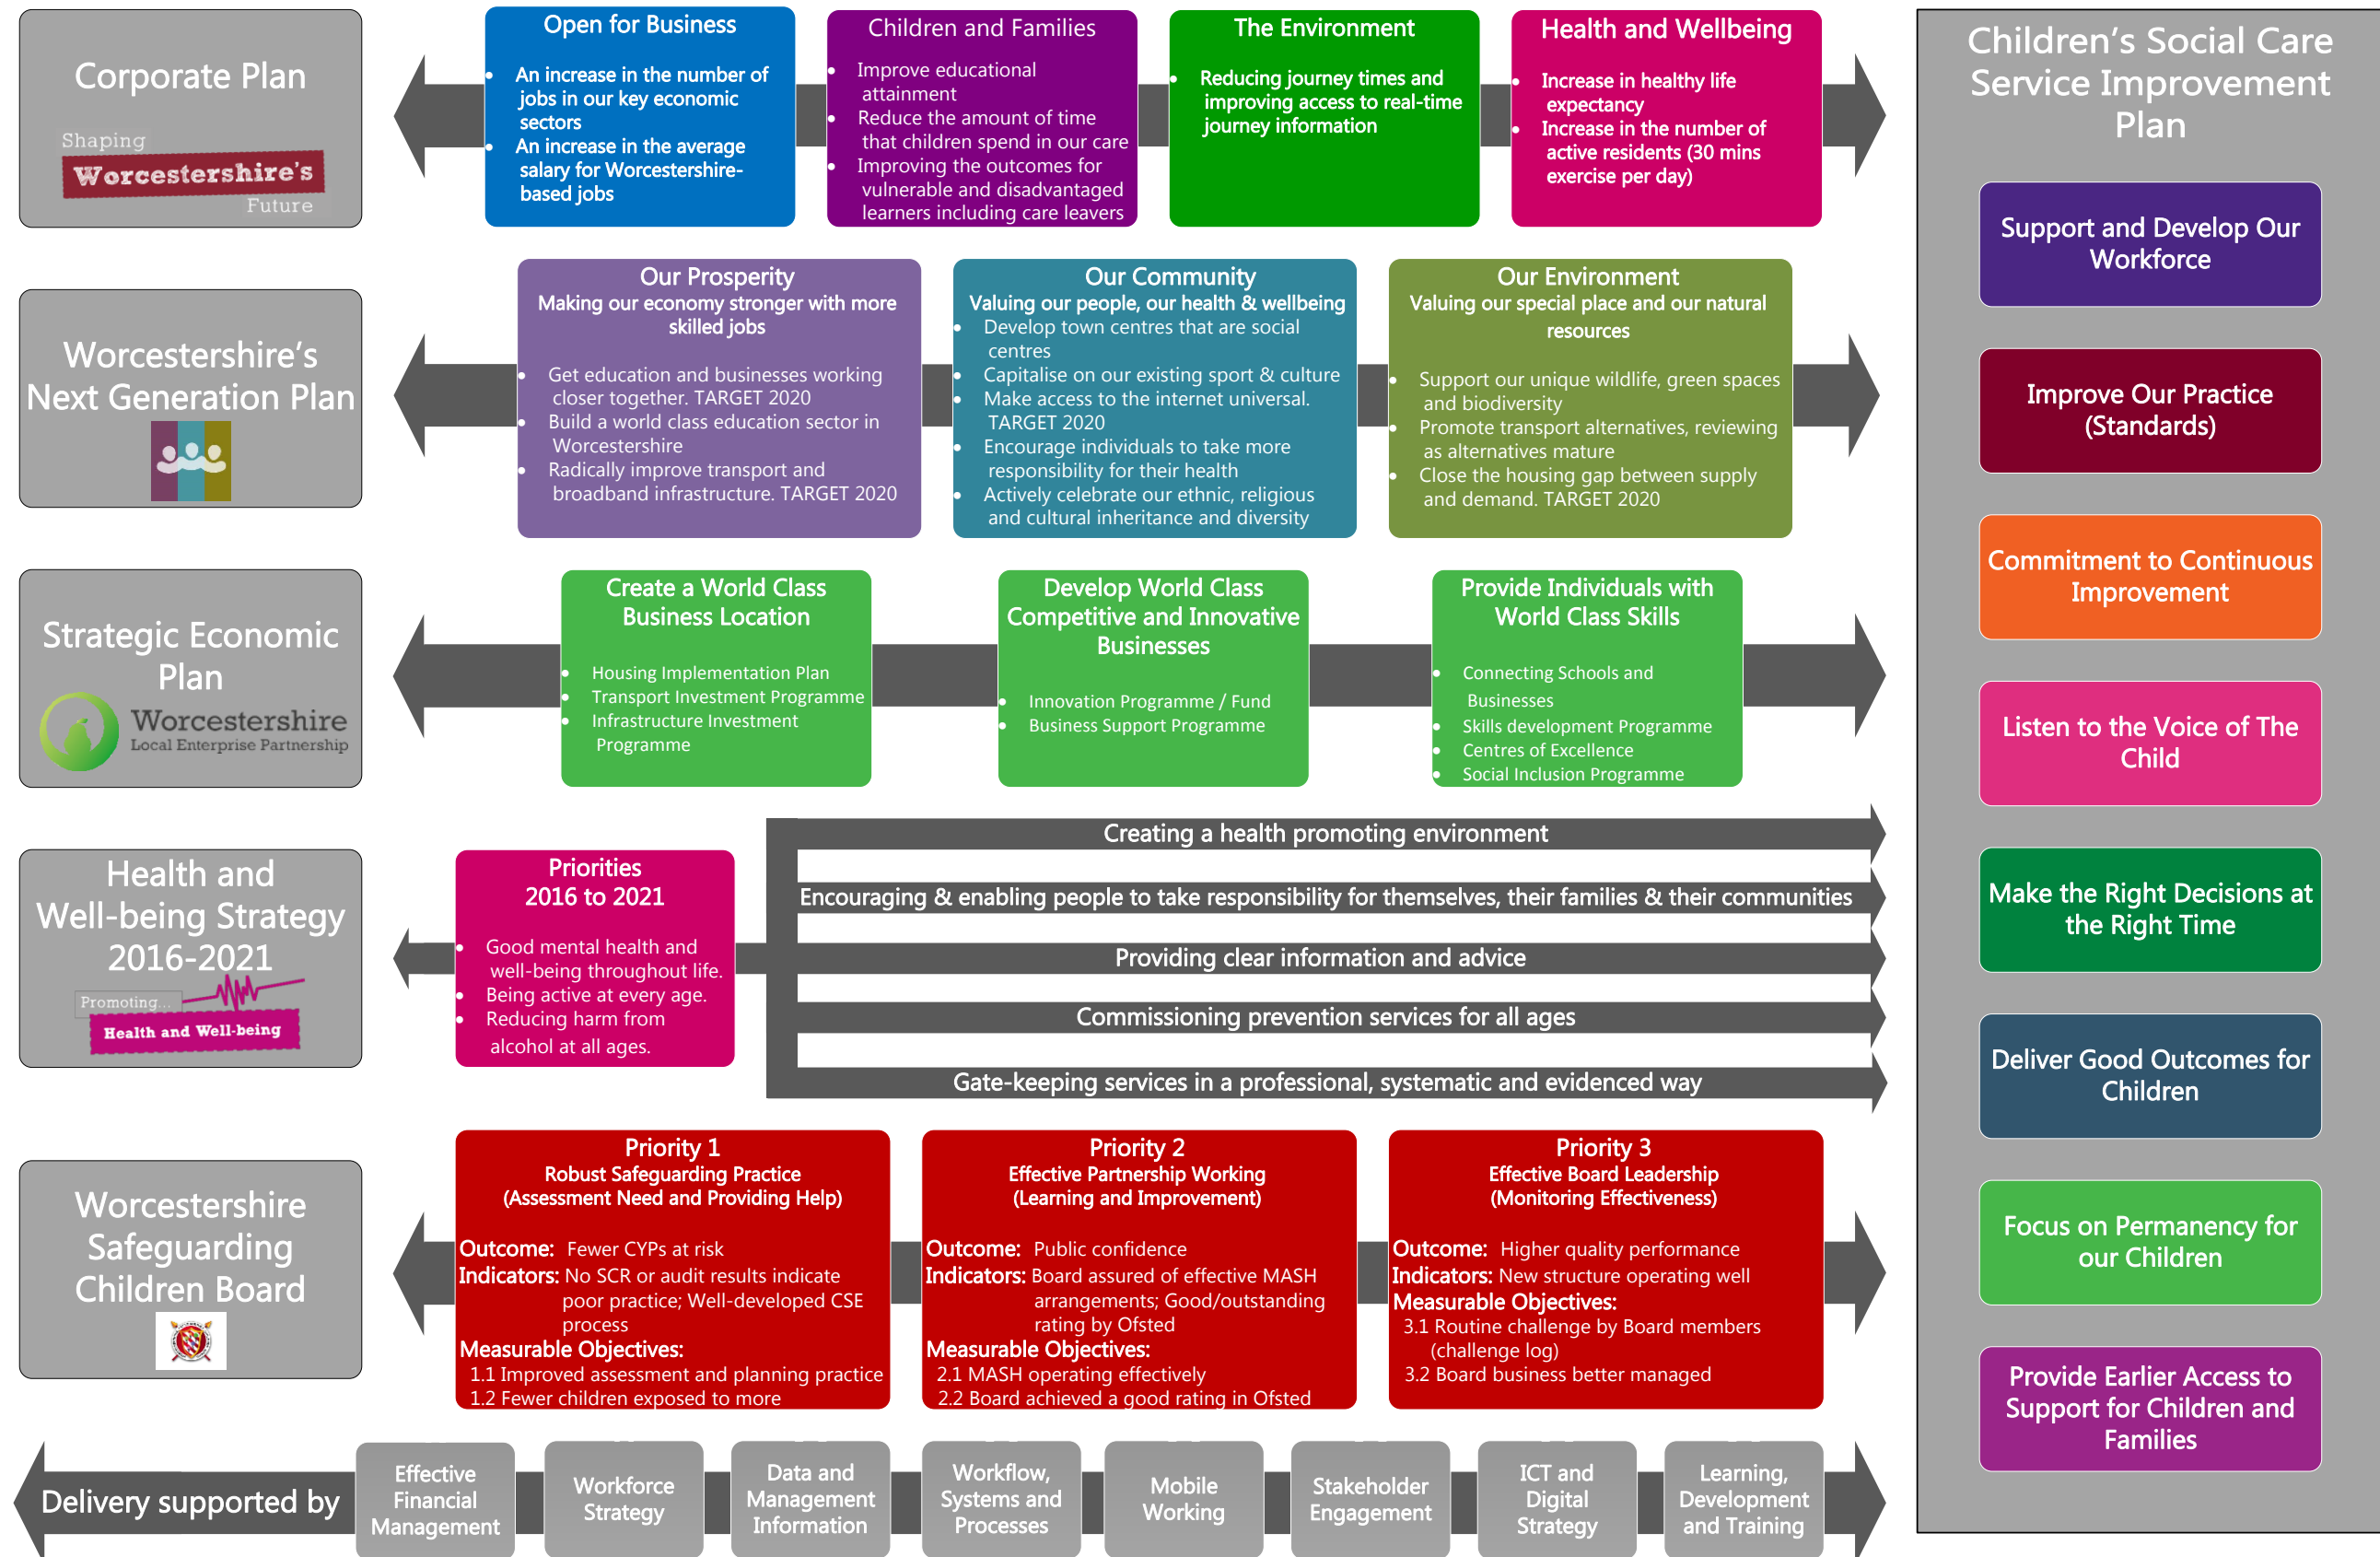 Corporate Plan
Shaping
Worcestershire's
Future
Open for Business
• An increase in the number of
jobs in our key economic
sectors
• An increase in the average
salary for Worcestershire-
based jobs
Children and Families
• Improve educational
attainment
• Reduce the amount of time
that children spend in our care
• Improving the outcomes for
vulnerable and disadvantaged
learners including care leavers
The Environment
• Reducing journey times and
improving access to real-time
journey information
Health and Wellbeing
• Increase in healthy life
expectancy
• Increase in the number of
active residents (30 mins
exercise per day)
Worcestershire's
Next Generation Plan
Our Prosperity
Making our economy stronger with more
skilled jobs
• Get education and businesses working
closer together. TARGET 2020
• Build a world class education sector in
Worcestershire
• Radically improve transport and
broadband infrastructure. TARGET 2020
Our Community
Valuing our people, our health & wellbeing
• Develop town centres that are social
centres
• Capitalise on our existing sport & culture
• Make access to the internet universal.
TARGET 2020
• Encourage individuals to take more
responsibility for their health
• Actively celebrate our ethnic, religious
and cultural inheritance and diversity
Our Environment
Valuing our special place and our natural
resources
• Support our unique wildlife, green spaces
and biodiversity
• Promote transport alternatives, reviewing
as alternatives mature
• Close the housing gap between supply
and demand. TARGET 2020
Strategic Economic
Plan
Worcestershire
Local Enterprise Partnership
Create a World Class
Business Location
• Housing Implementation Plan
• Transport Investment Programme
• Infrastructure Investment
Programme
Develop World Class
Competitive and Innovative
Businesses
• Innovation Programme / Fund
• Business Support Programme
Provide Individuals with
World Class Skills
• Connecting Schools and
Businesses
• Skills development Programme
• Centres of Excellence
• Social Inclusion Programme
Health and
Well-being Strategy
2016-2021
Promoting...
Health and Well-being
Priorities
2016 to 2021
• Good mental health and
well-being throughout life.
• Being active at every age.
• Reducing harm from
alcohol at all ages.
Creating a health promoting environment
Encouraging & enabling people to take responsibility for themselves, their families & their communities
Providing clear information and advice
Commissioning prevention services for all ages
Gate-keeping services in a professional, systematic and evidenced way
Worcestershire
Safeguarding
Children Board
Priority 1
Robust Safeguarding Practice
(Assessment Need and Providing Help)
Outcome: Fewer CYPs at risk
Indicators: No SCR or audit results indicate
poor practice; Well-developed CSE
process
Measurable Objectives:
1.1 Improved assessment and planning practice
1.2 Fewer children exposed to more
Priority 2
Effective Partnership Working
(Learning and Improvement)
Outcome: Public confidence
Indicators: Board assured of effective MASH
arrangements; Good/outstanding
rating by Ofsted
Measurable Objectives:
2.1 MASH operating effectively
2.2 Board achieved a good rating in Ofsted
Priority 3
Effective Board Leadership
(Monitoring Effectiveness)
Outcome: Higher quality performance
Indicators: New structure operating well
Measurable Objectives:
3.1 Routine challenge by Board members
(challenge log)
3.2 Board business better managed
Delivery supported by
Effective
Financial
Management
Workforce
Strategy
Data and
Management
Information
Workflow,
Systems and
Processes
Mobile
Working
Stakeholder
Engagement
ICT and
Digital
Strategy
Learning,
Development
and Training
Children's Social Care
Service Improvement
Plan
Support and Develop Our
Workforce
Improve Our Practice
(Standards)
Commitment to Continuous
Improvement
Listen to the Voice of The
Child
Make the Right Decisions at
the Right Time
Deliver Good Outcomes for
Children
Focus on Permanency for
our Children
Provide Earlier Access to
Support for Children and
Families